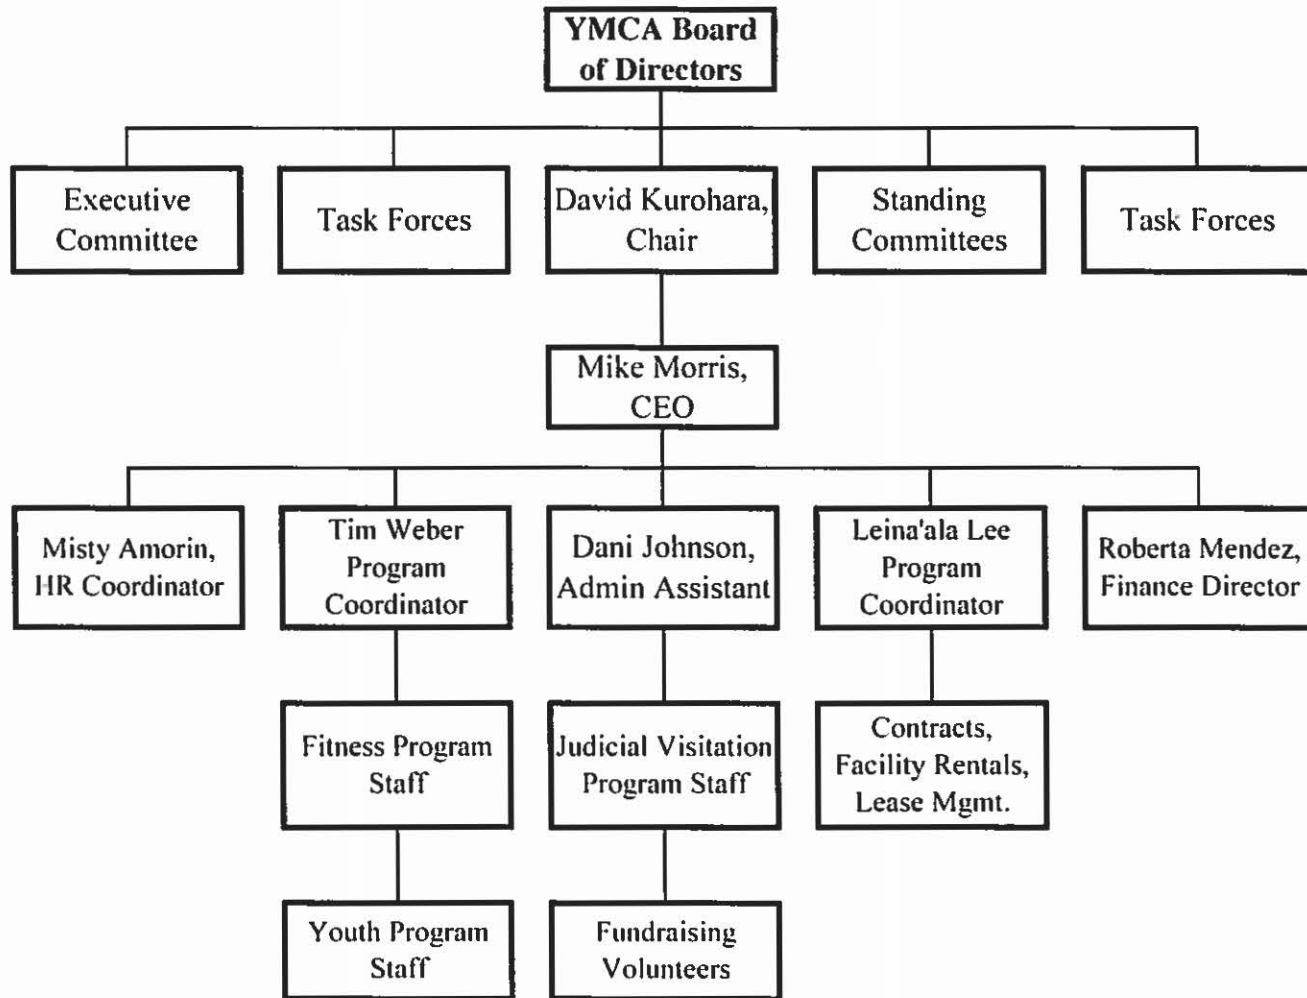 YMCA Board
of Directors
Executive
Committee
Task Forces
David Kurohara,
Chair
Standing
Committees
Task Forces
Mike Morris,
CEO
Misty Amorin,
HR Coordinator
Tim Weber
Program
Coordinator
Dani Johnson,
Admin Assistant
Leina'ala Lee
Program
Coordinator
Roberta Mendez,
Finance Director
Fitness Program
Staff
Judicial Visitation
Program Staff
Contracts,
Facility Rentals,
Lease Mgmt.
Youth Program
Staff
Fundraising
Volunteers